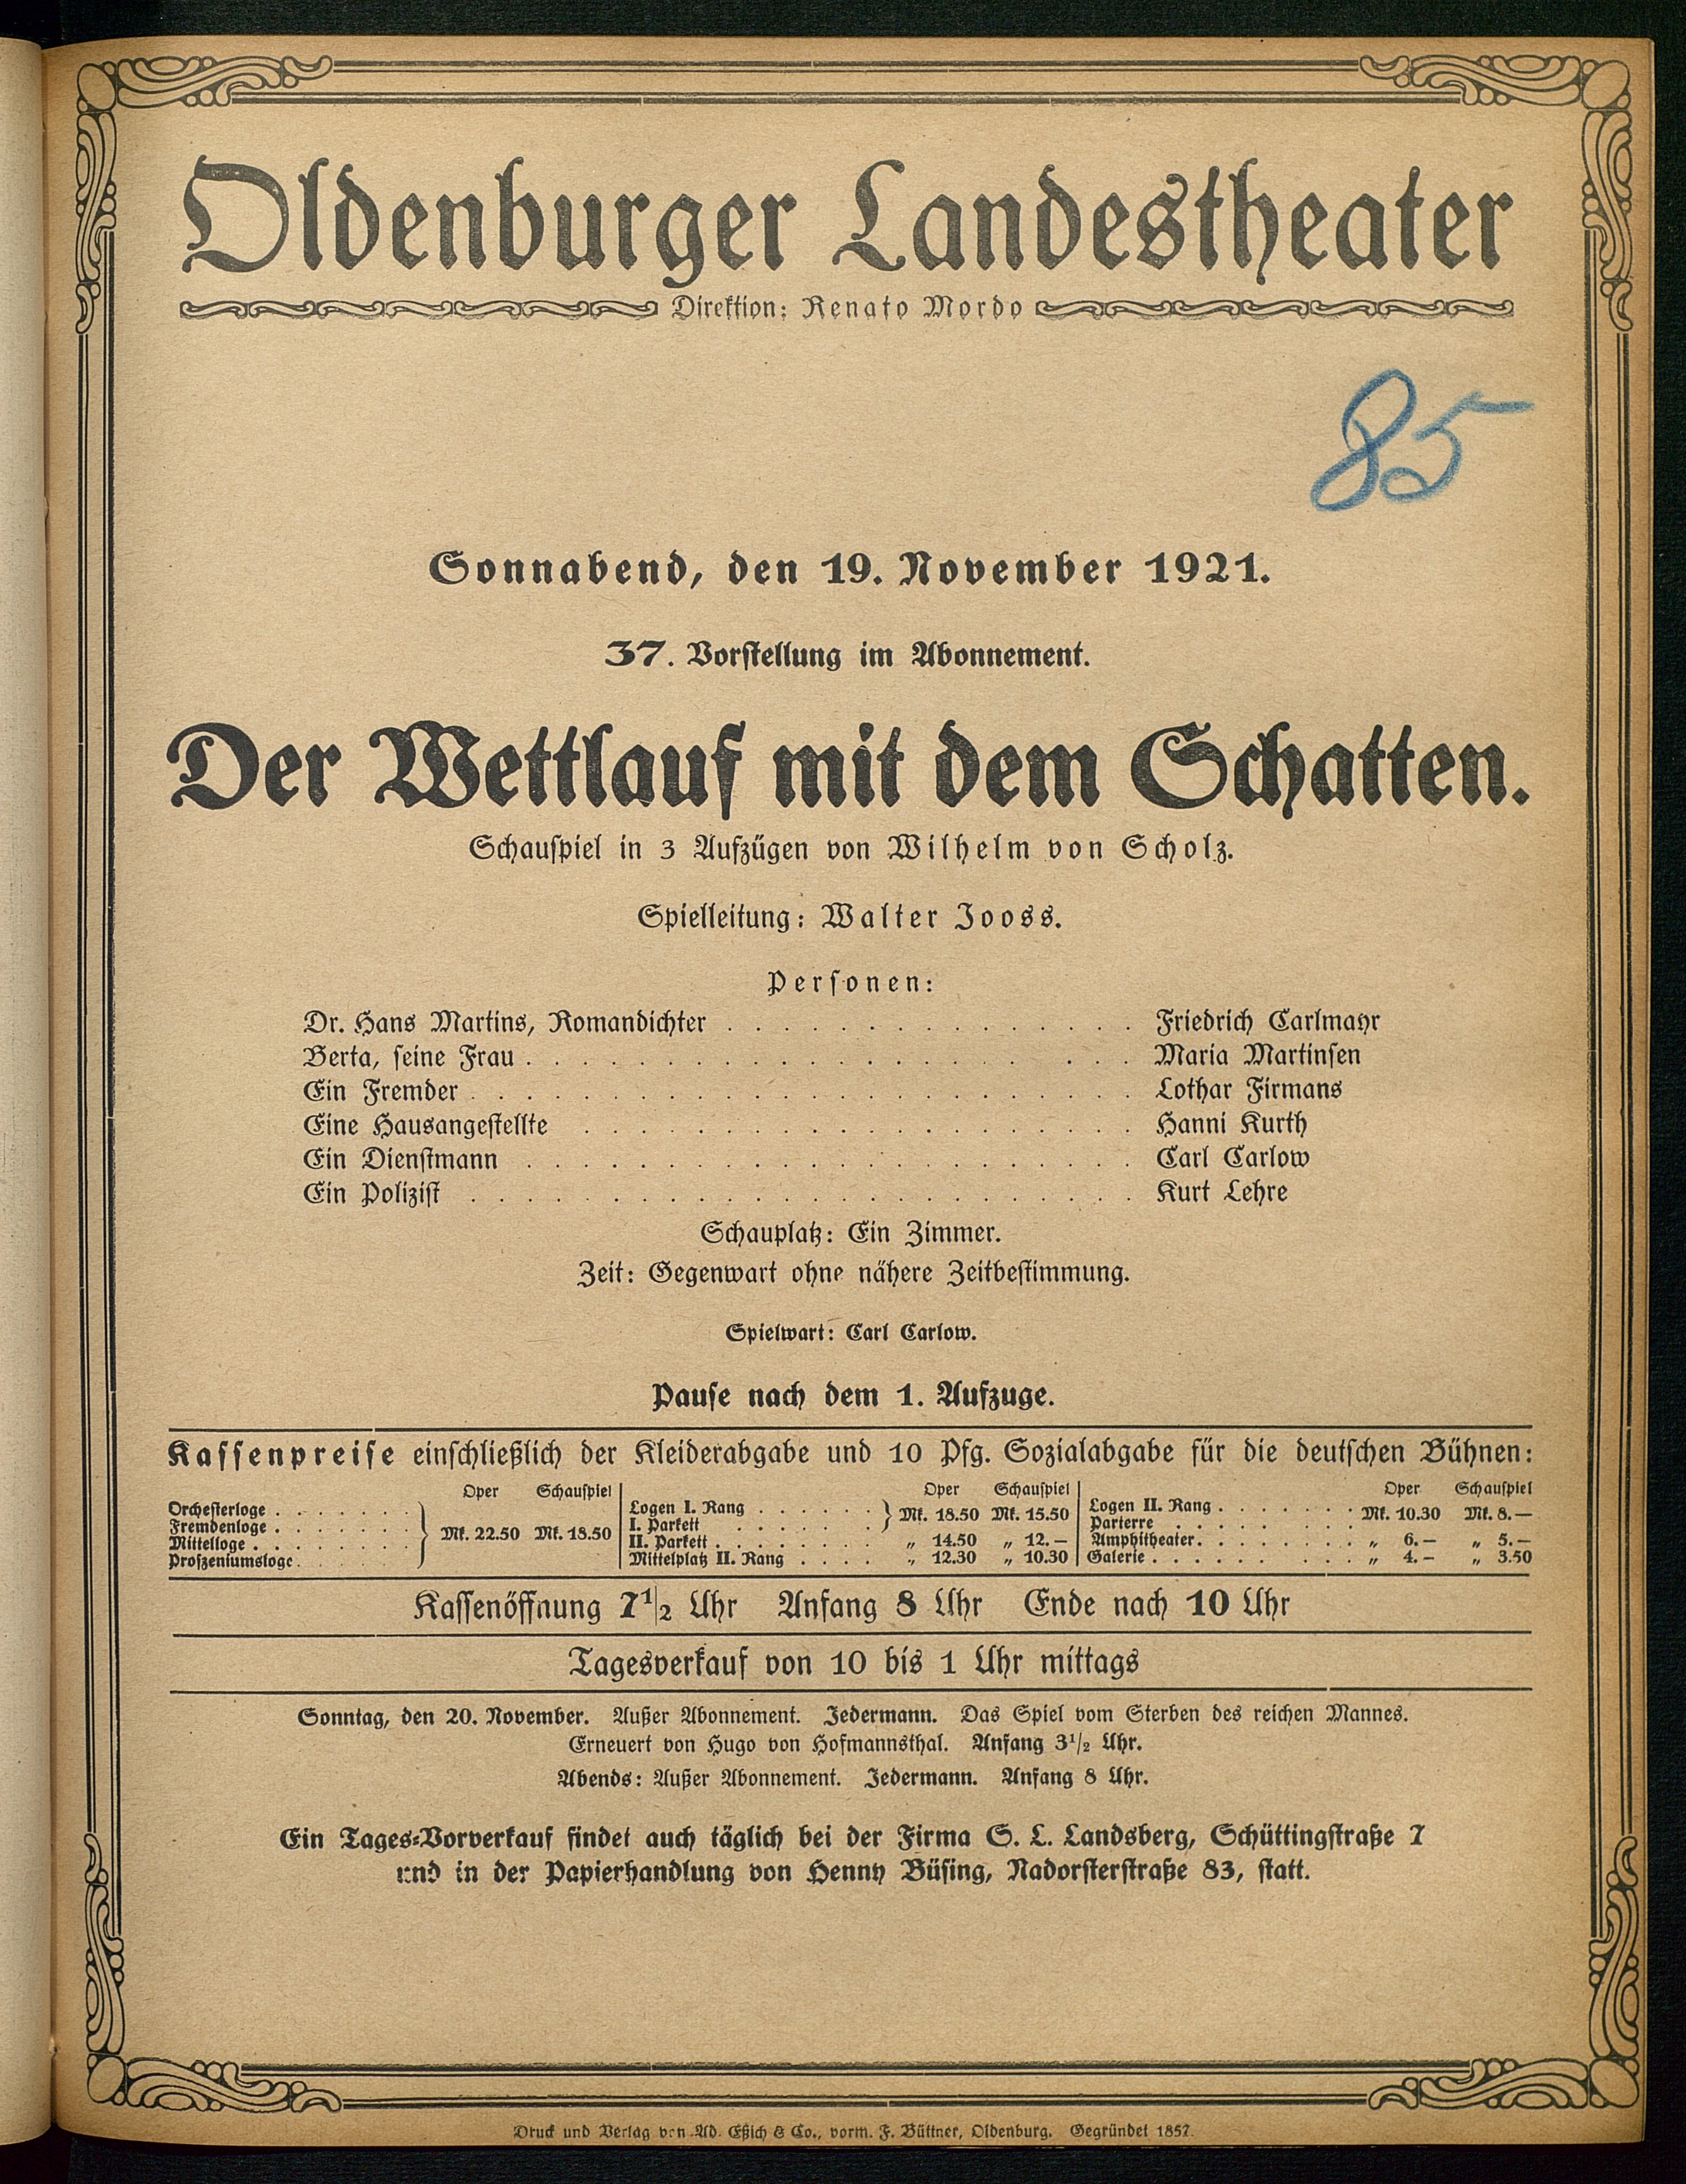 Oldenburger Landestheater
Direktion: Renato Mordo
85
Sonnabend, den 19. November 1921.
37. Vorstellung im Abonnement.
Der Wettlauf mit dem Schatten.
Schauspiel in 3 Aufzügen von Wilhelm von Scholz.
Spielleitung: Walter Jooss.
Personen:
Dr. Hans Martins, Romandichter . . . . . . . . . . . . . . . Friedrich Carlmayr
Berta, seine Frau . . . . . . . . . . . . . . . . . . . . . Maria Martinsen
Ein Fremder . . . . . . . . . . . . . . . . . . . . . . . . Lothar Firmans
Eine Hausangestellte . . . . . . . . . . . . . . . . . . . . Hanni Kurth
Ein Dienstmann . . . . . . . . . . . . . . . . . . . . . . Carl Carlow
Ein Polizist . . . . . . . . . . . . . . . . . . . . . . . . Kurt Lehre
Schauplatz: Ein Zimmer.
Zeit: Gegenwart ohne nähere Zeitbestimmung.
Spielwart: Carl Carlow.
Pause nach dem 1. Aufzuge.
Kassenpreise einschließlich der Kleiderabgabe und 10 Pfg. Sozialabgabe für die deutschen Bühnen:
Oper Schauspiel
Orchesterloge . . . . . . .
Fremdenloge . . . . . . .
Mittelloge . . . . . . . .
Proszeniumsloge . . . . . .
Mk. 22.50 Mk. 18.50
Oper Schauspiel
Logen I. Rang . . . . . .
I. Parkett . . . . . . .
Mk. 18.50 Mk. 15.50
II. Parkett . . . . . . . . „ 14.50 „ 12.—
Mittelplatz II. Rang . . . . „ 12.30 „ 10.30
Oper Schauspiel
Logen II. Rang . . . . . . . Mk. 10.30 Mk. 8.—
Parterre . . . . . . . . .
Amphitheater . . . . . . . . „ 6.— „ 5.—
Galerie . . . . . . . . . . „ 4.— „ 3.50
Kassenöffnung 7 1/2 Uhr Anfang 8 Uhr Ende nach 10 Uhr
Tagesverkauf von 10 bis 1 Uhr mittags
Sonntag, den 20. November. Außer Abonnement. Jedermann. Das Spiel vom Sterben des reichen Mannes.
Erneuert von Hugo von Hofmannsthal. Anfang 3 1/2 Uhr.
Abends: Außer Abonnement. Jedermann. Anfang 8 Uhr.
Ein Tages-Vorverkauf findet auch täglich bei der Firma S. L. Landsberg, Schüttingstraße 7
und in der Papierhandlung von Henny Büsing, Nadorsterstraße 83, statt.
Druck und Verlag von Ad. Eßich & Co., vorm. F. Büttner, Oldenburg. Gegründet 1857.